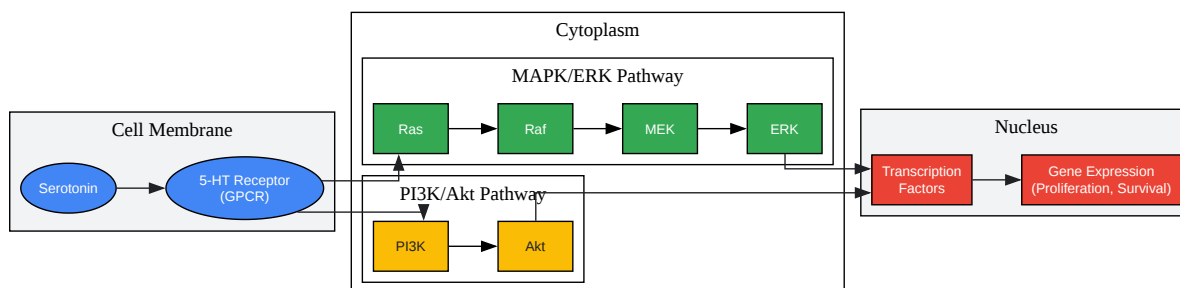 Cytoplasm
MAPK/ERK Pathway
Ras
Raf
MEK
ERK
Cell Membrane
Serotonin
5-HT Receptor
(GPCR)
PI3K/Akt Pathway
PI3K
Akt
Nucleus
Transcription
Factors
Gene Expression
(Proliferation, Survival)